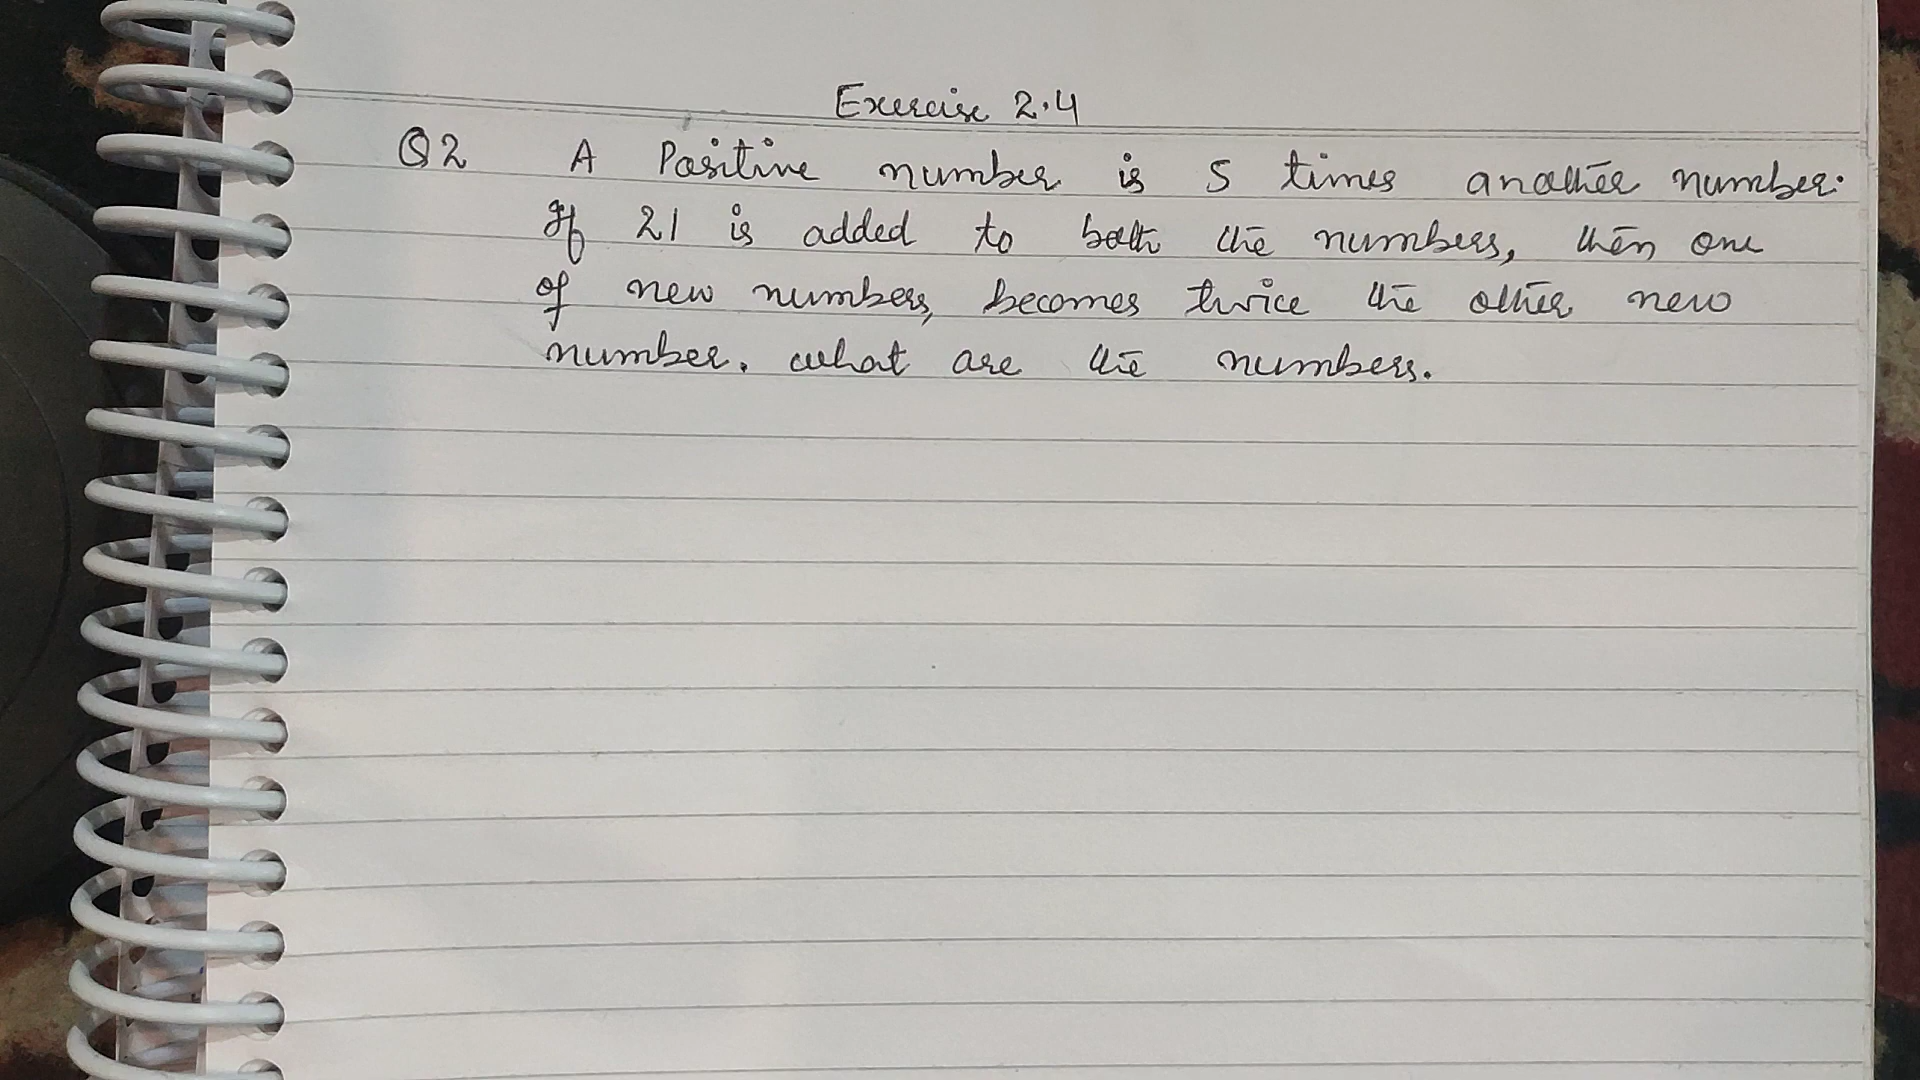 Exercise 2.4
Q2 A Positive number is 5 times another number.
If 21 is added to both the numbers, then one
of new numbers, becomes twice the other new
number. what are the numbers.